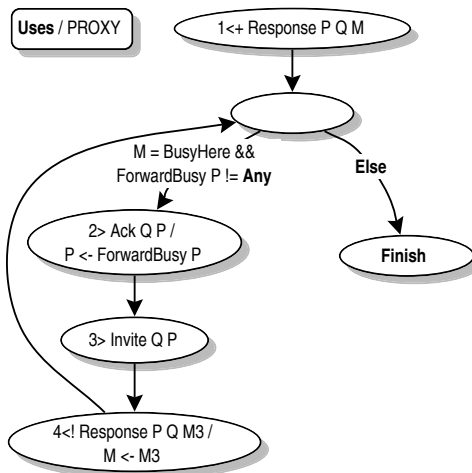 Uses / PROXY
1<+ Response P Q M
M = BusyHere &&
ForwardBusy P != Any
Else
2> Ack Q P /
P <- ForwardBusy P
Finish
3> Invite Q P
4<! Response P Q M3 /
M <- M3